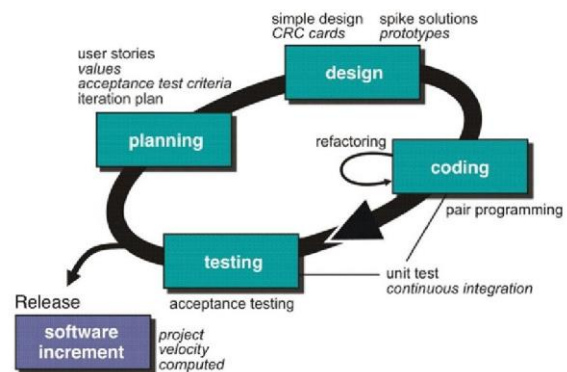 simple design
CRC cards
spike solutions
prototypes
design
user stories
values
acceptance test criteria
iteration plan
planning
refactoring
coding
pair programming
testing
acceptance testing
unit test
continuous integration
Release
software
increment
project
velocity
computed